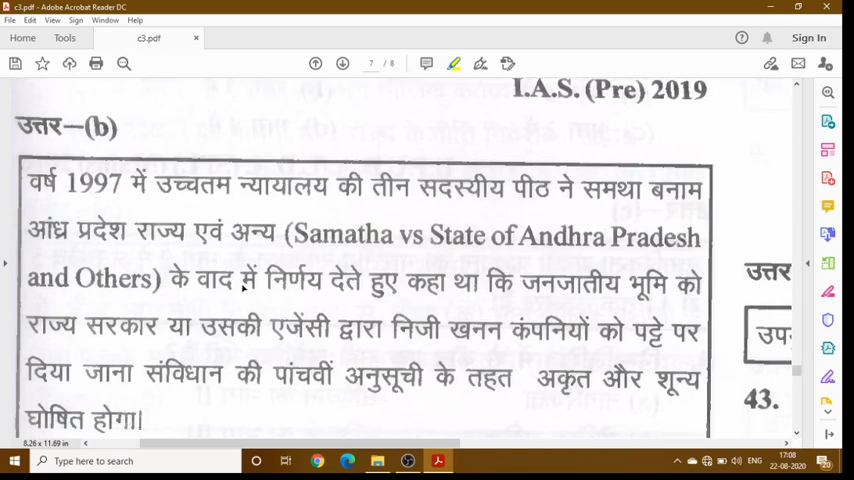 c3.pdf - Adobe Acrobat Reader DC
File Edit View Sign Window Help
Home Tools c3.pdf × Sign In
7 / 8
I.A.S. (Pre) 2019
उत्तर–(b)
वर्ष 1997 में उच्चतम न्यायालय की तीन सदस्यीय पीठ ने समथा बनाम
आंध्र प्रदेश राज्य एवं अन्य (Samatha vs State of Andhra Pradesh
and Others) के वाद में निर्णय देते हुए कहा था कि जनजातीय भूमि को
राज्य सरकार या उसकी एजेंसी द्वारा निजी खनन कंपनियों को पट्टे पर
दिया जाना संविधान की पांचवी अनुसूची के तहत अकृत और शून्य
घोषित होगा।
उत्तर
उप
43.
8.26 x 11.69 in
Type here to search
ENG
17:08
22-08-2020
20